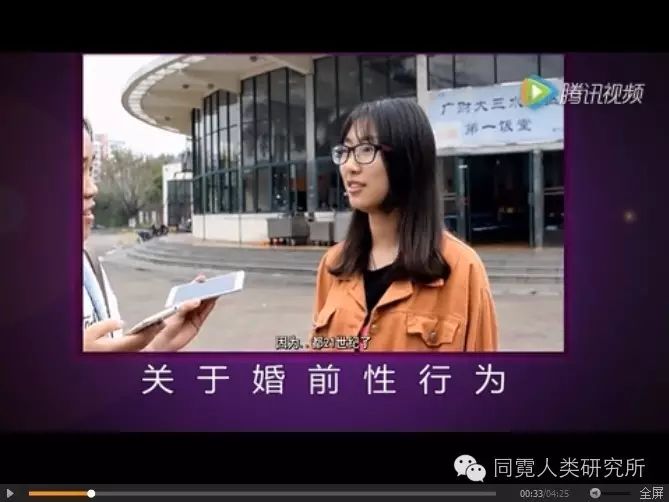 腾讯视频
广财大三水
第一饭堂
因为..都21世纪了
关于婚前性行为
同霓人类研究所
00:33/04:25
全屏